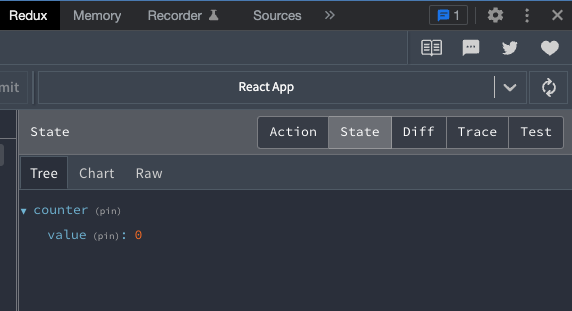 Redux Memory Recorder Sources » 1
mit React App
State Action State Diff Trace Test
Tree Chart Raw
counter (pin)
value (pin): 0